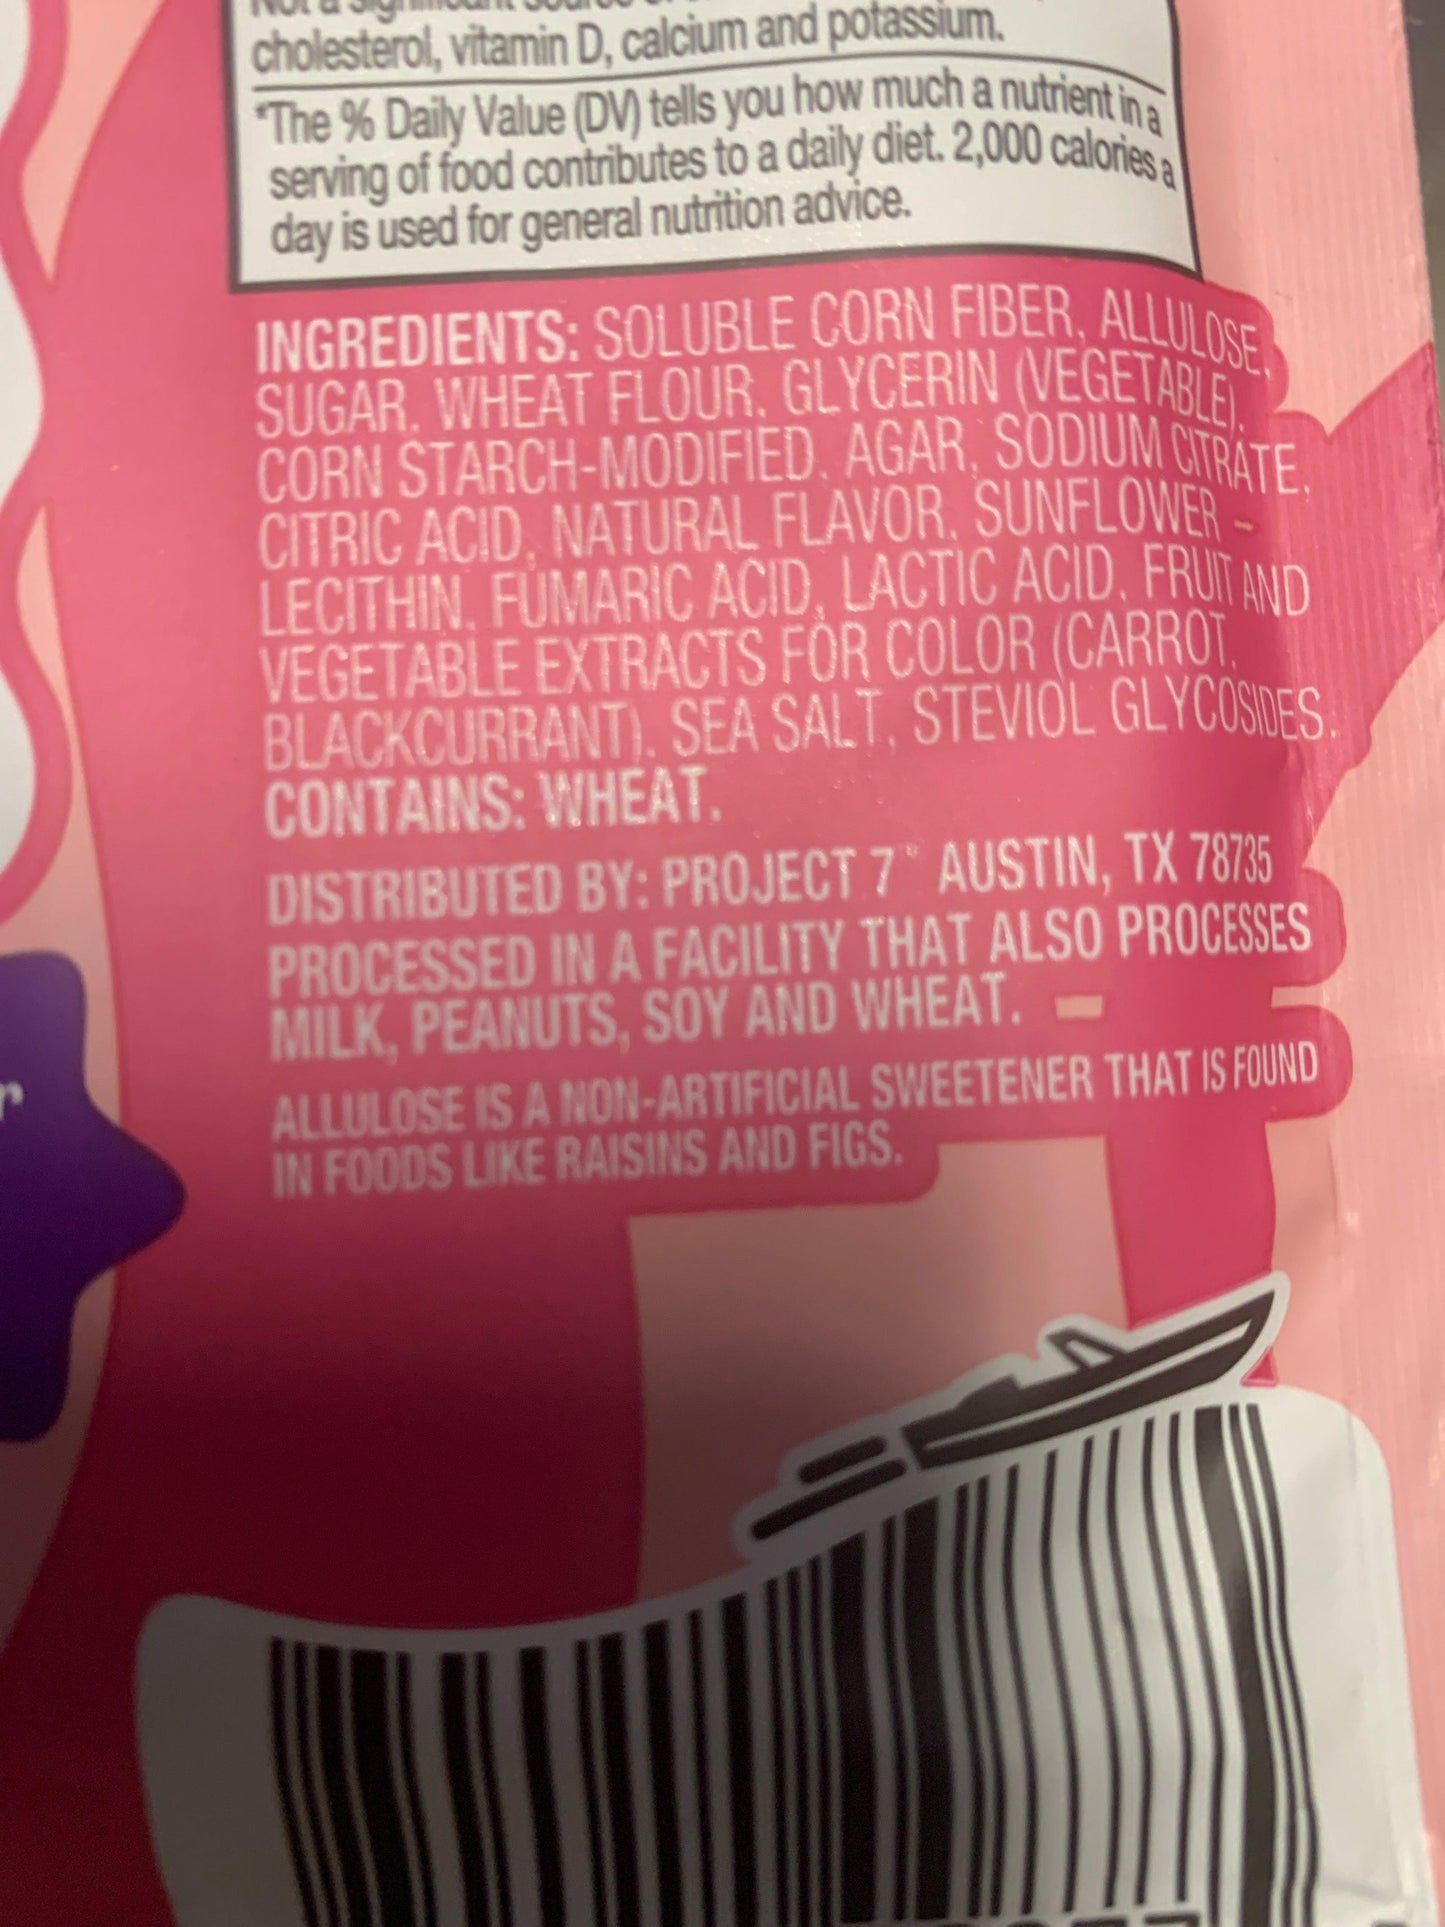 cholesterol, vitamin D, calcium and potassium.
*The % Daily Value (DV) tells you how much a nutrient in a
serving of food contributes to a daily diet. 2,000 calories a
day is used for general nutrition advice.
INGREDIENTS: SOLUBLE CORN FIBER, ALLULOSE,
SUGAR, WHEAT FLOUR, GLYCERIN (VEGETABLE),
CORN STARCH-MODIFIED, AGAR, SODIUM CITRATE,
CITRIC ACID, NATURAL FLAVOR, SUNFLOWER
LECITHIN, FUMARIC ACID, LACTIC ACID, FRUIT AND
VEGETABLE EXTRACTS FOR COLOR (CARROT,
BLACKCURRANT), SEA SALT, STEVIOL GLYCOSIDES.
CONTAINS: WHEAT.
DISTRIBUTED BY: PROJECT 7 AUSTIN, TX 78735
PROCESSED IN A FACILITY THAT ALSO PROCESSES
MILK, PEANUTS, SOY AND WHEAT.
ALLULOSE IS A NON-ARTIFICIAL SWEETENER THAT IS FOUND
IN FOODS LIKE RAISINS AND FIGS.